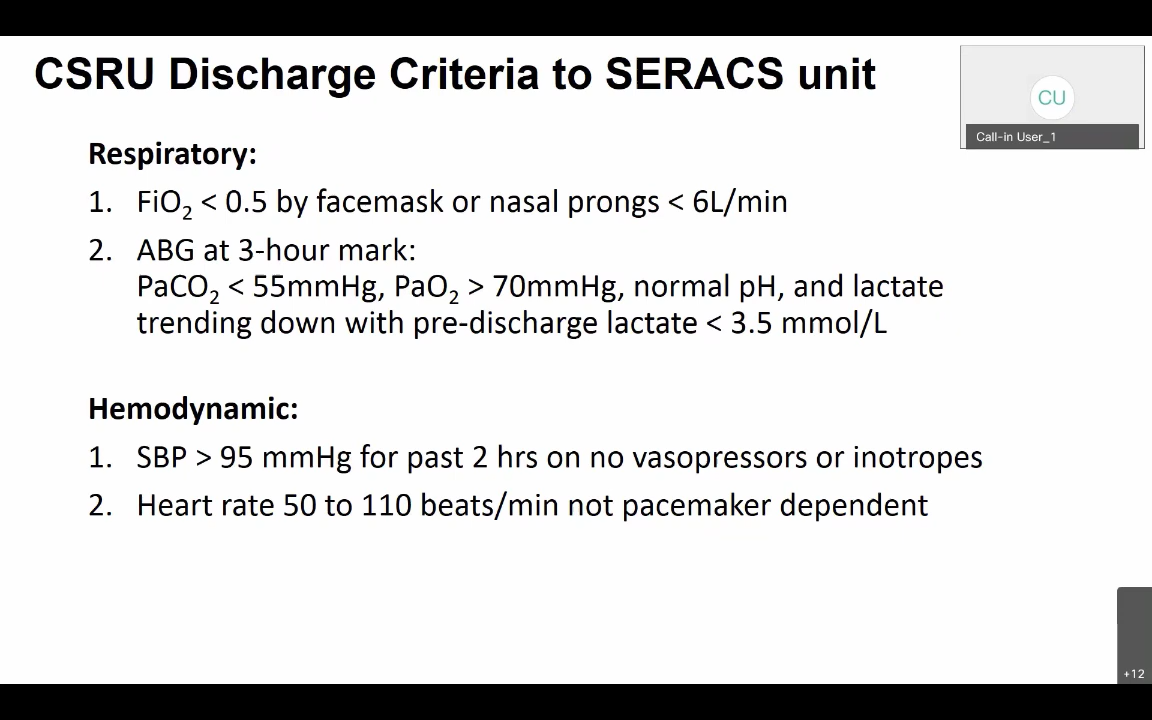 CSRU Discharge Criteria to SERACS unit
CU
Call-in User_1
Respiratory:
1. FiO₂ < 0.5 by facemask or nasal prongs < 6L/min
2. ABG at 3-hour mark:
PaCO₂ < 55mmHg, PaO₂ > 70mmHg, normal pH, and lactate
trending down with pre-discharge lactate < 3.5 mmol/L
Hemodynamic:
1. SBP > 95 mmHg for past 2 hrs on no vasopressors or inotropes
2. Heart rate 50 to 110 beats/min not pacemaker dependent
+12